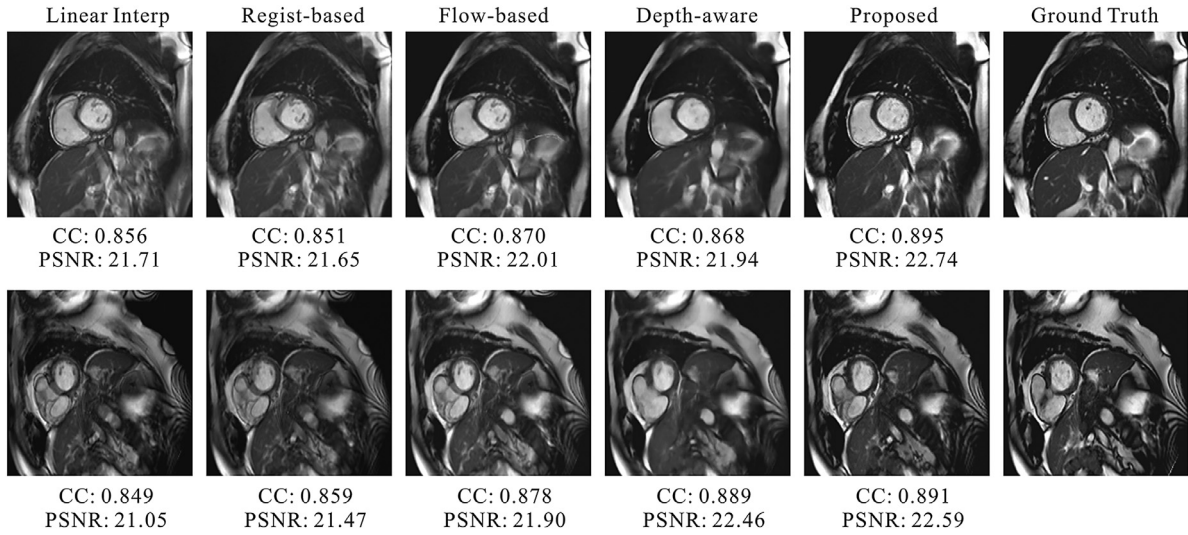 Linear Interp Regist-based Flow-based Depth-aware Proposed Ground Truth
CC: 0.856 CC: 0.851 CC: 0.870 CC: 0.868 CC: 0.895
PSNR: 21.71 PSNR: 21.65 PSNR: 22.01 PSNR: 21.94 PSNR: 22.74
CC: 0.849 CC: 0.859 CC: 0.878 CC: 0.889 CC: 0.891
PSNR: 21.05 PSNR: 21.47 PSNR: 21.90 PSNR: 22.46 PSNR: 22.59